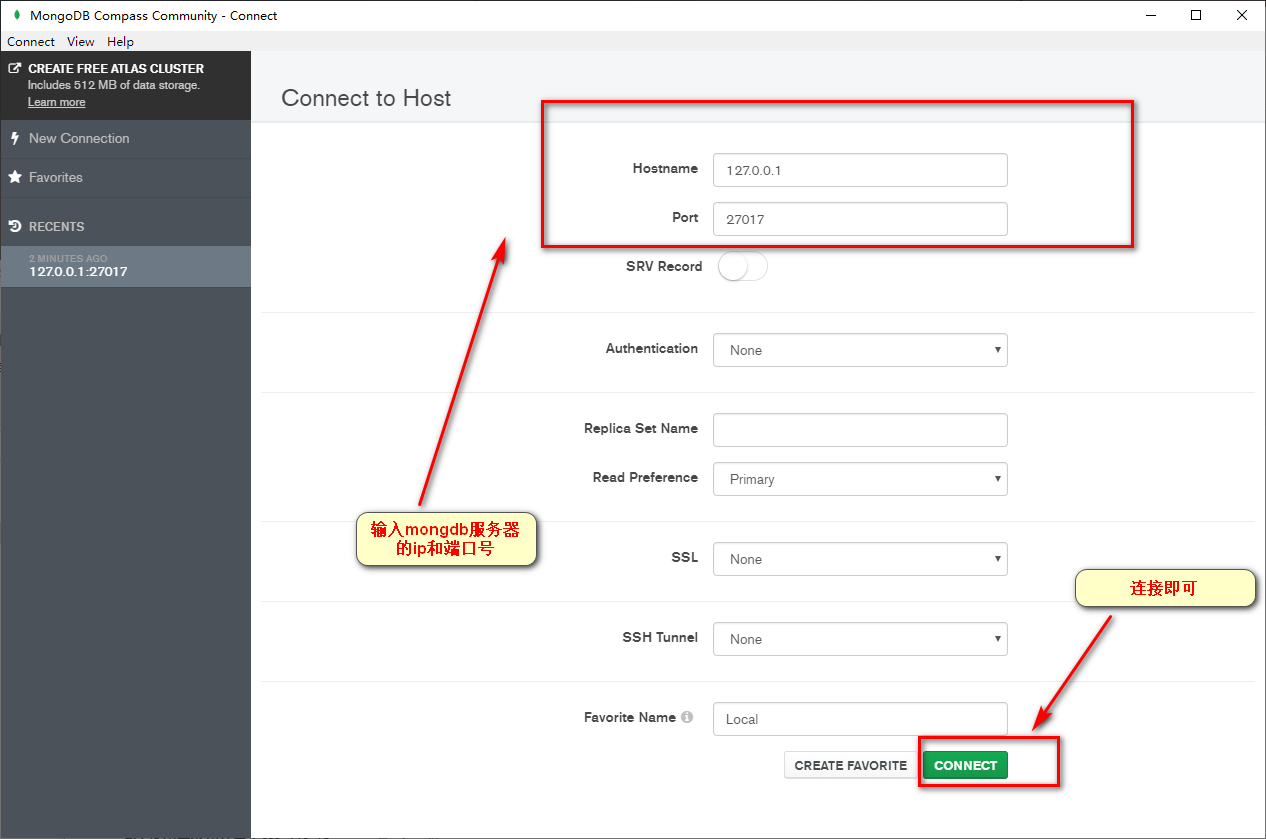 MongoDB Compass Community - Connect
Connect View Help
CREATE FREE ATLAS CLUSTER
Includes 512 MB of data storage.
Learn more
New Connection
Favorites
RECENTS
2 MINUTES AGO
127.0.0.1:27017
Connect to Host
Hostname 127.0.0.1
Port 27017
SRV Record
Authentication None
Replica Set Name
Read Preference Primary
输入mongdb服务器
的ip和端口号
SSL None
连接即可
SSH Tunnel None
Favorite Name Local
CREATE FAVORITE CONNECT